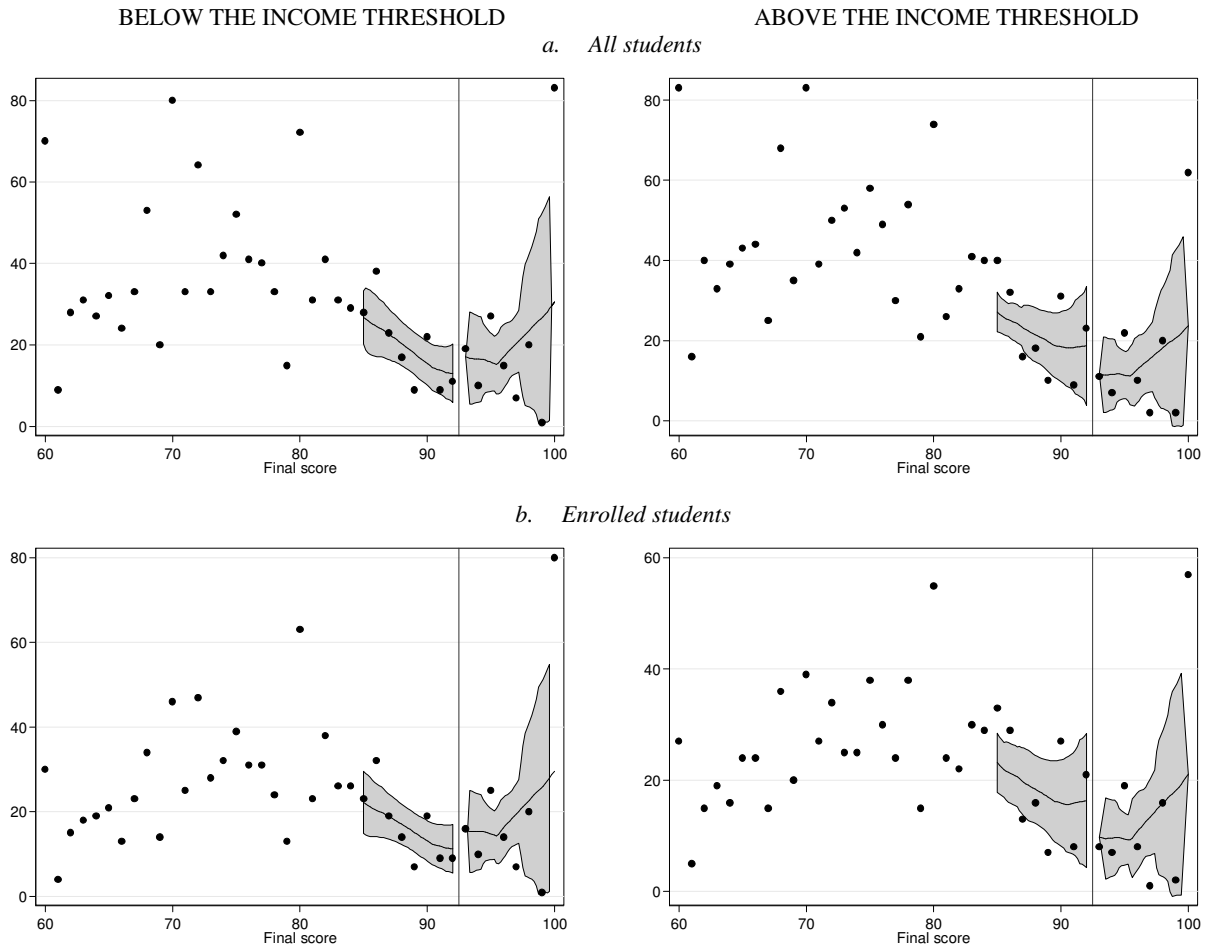 BELOW THE INCOME THRESHOLD
ABOVE THE INCOME THRESHOLD
a. All students
80
60
40
20
0
60 70 80 90 100
Final score
80
60
40
20
0
60 70 80 90 100
Final score
b. Enrolled students
80
60
40
20
0
60 70 80 90 100
Final score
60
40
20
0
60 70 80 90 100
Final score